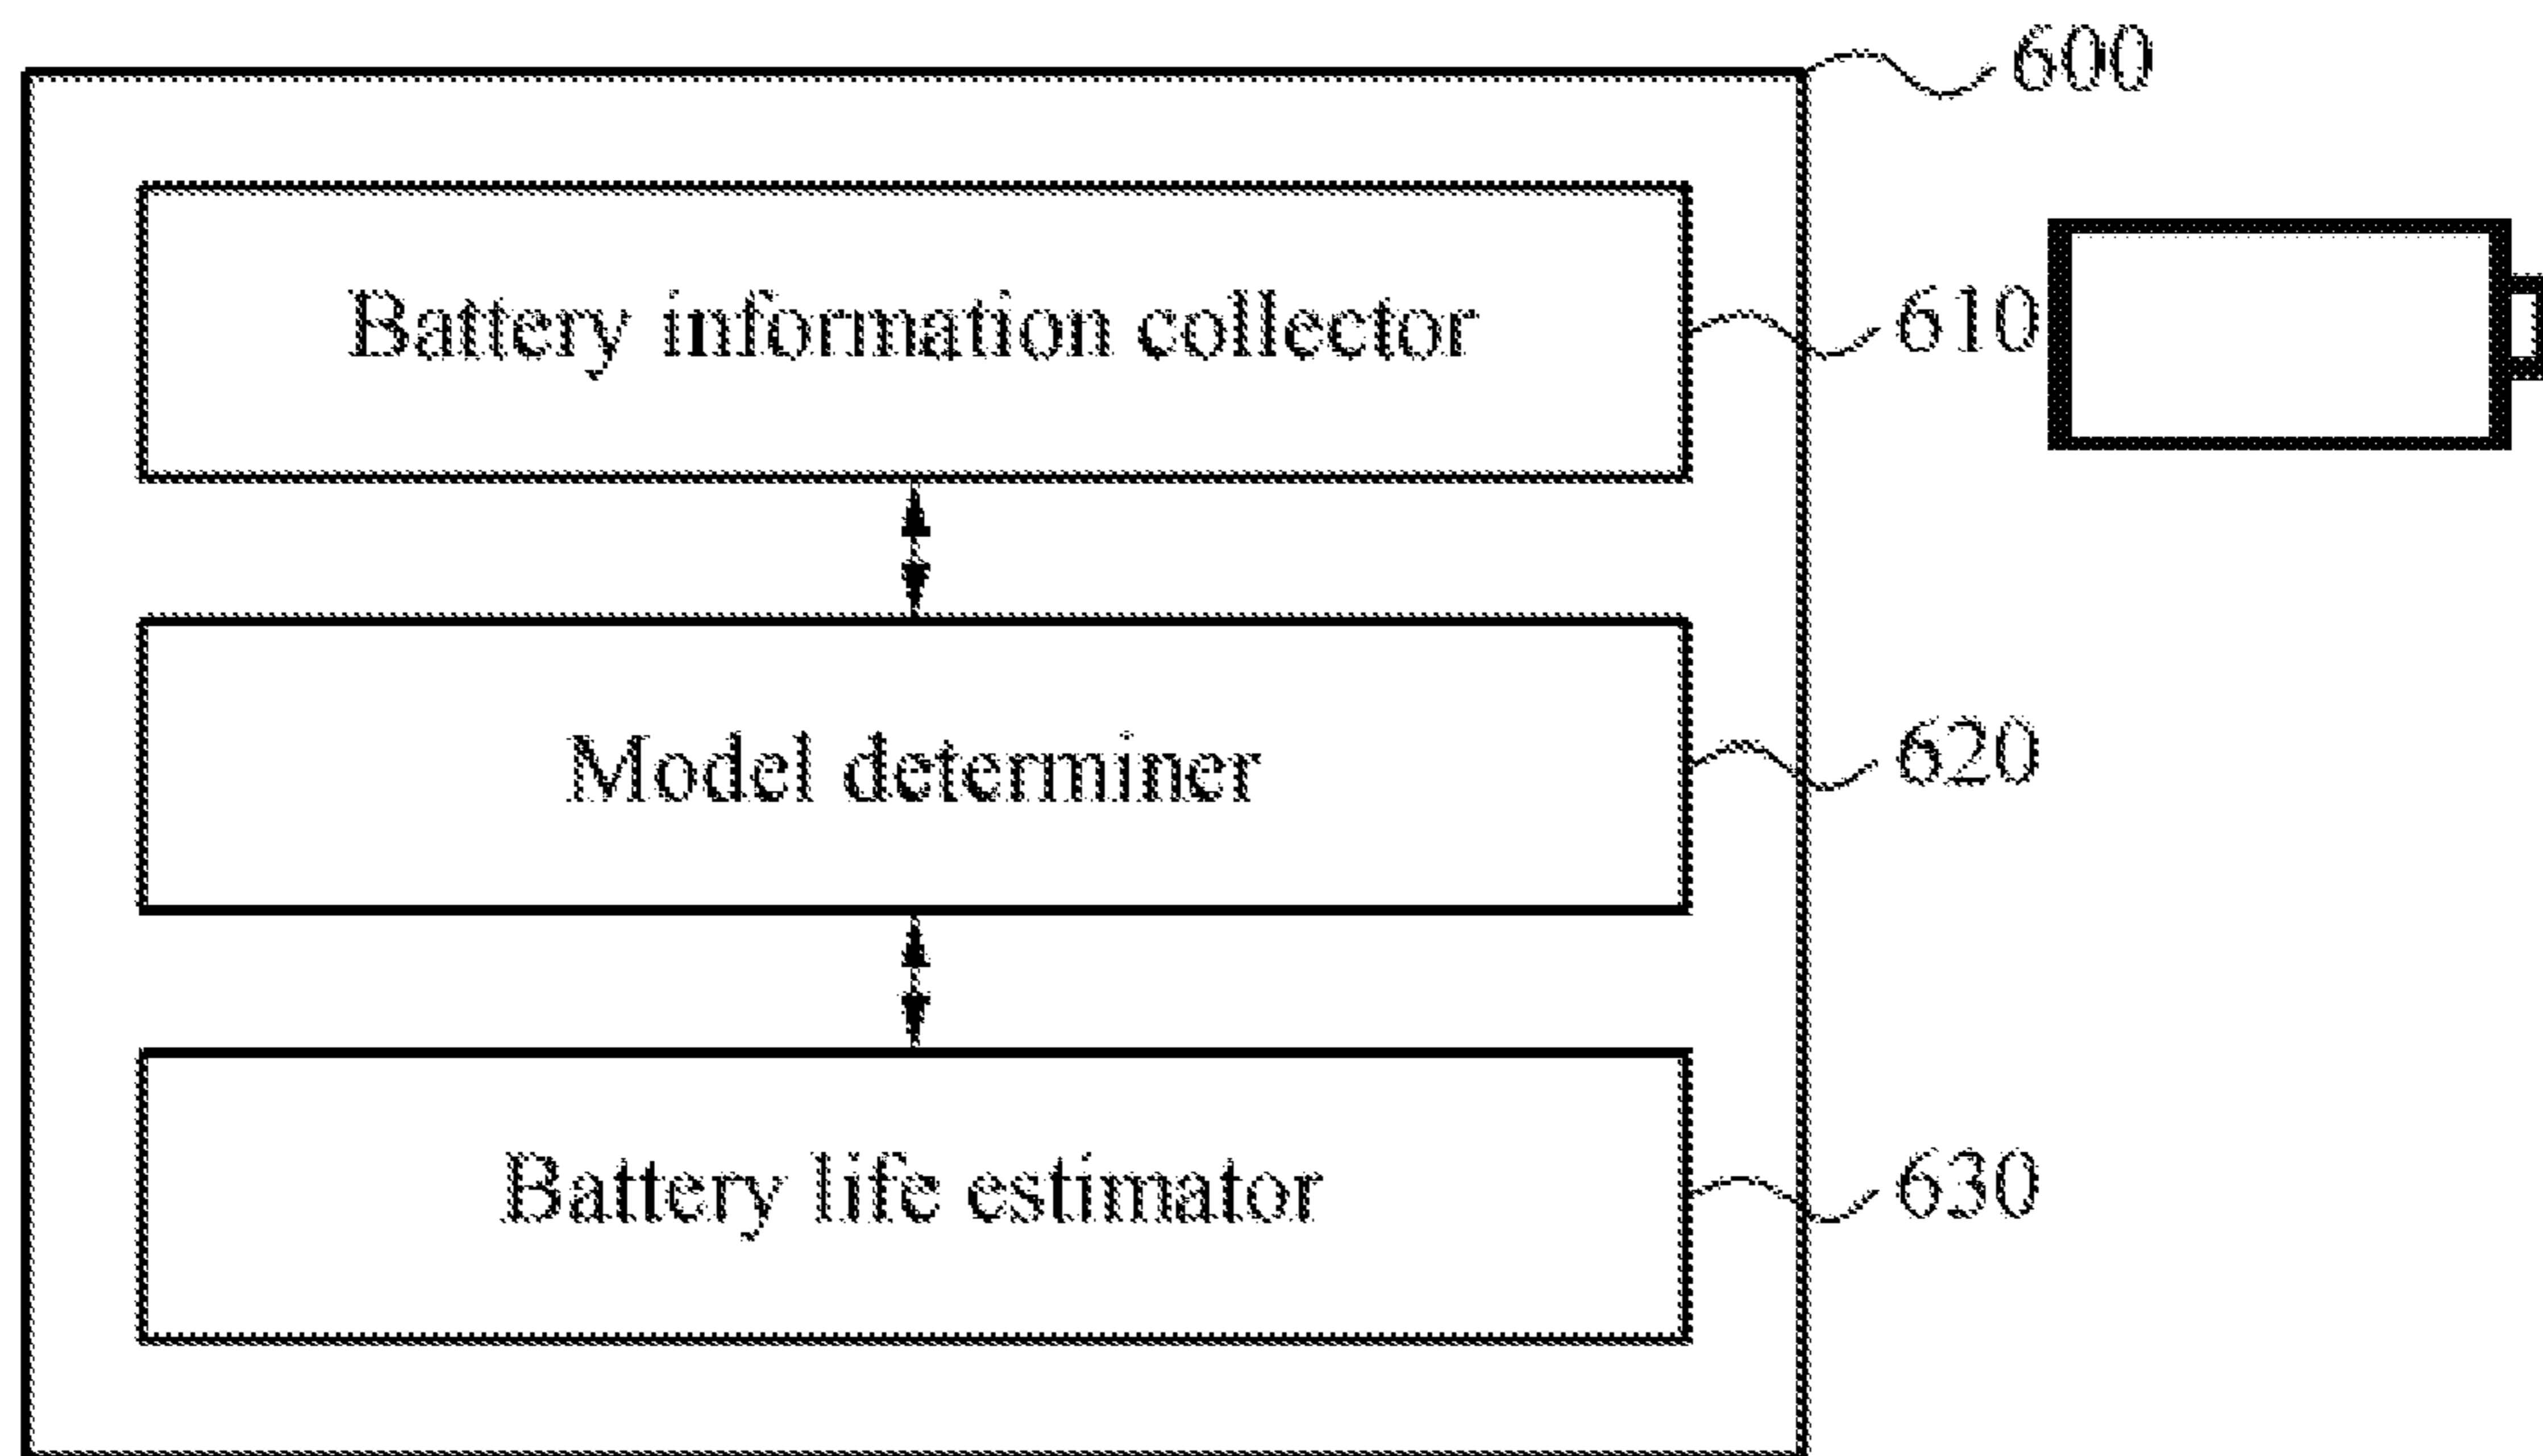 600
Battery information collector 610
Model determiner 620
Battery life estimator 630